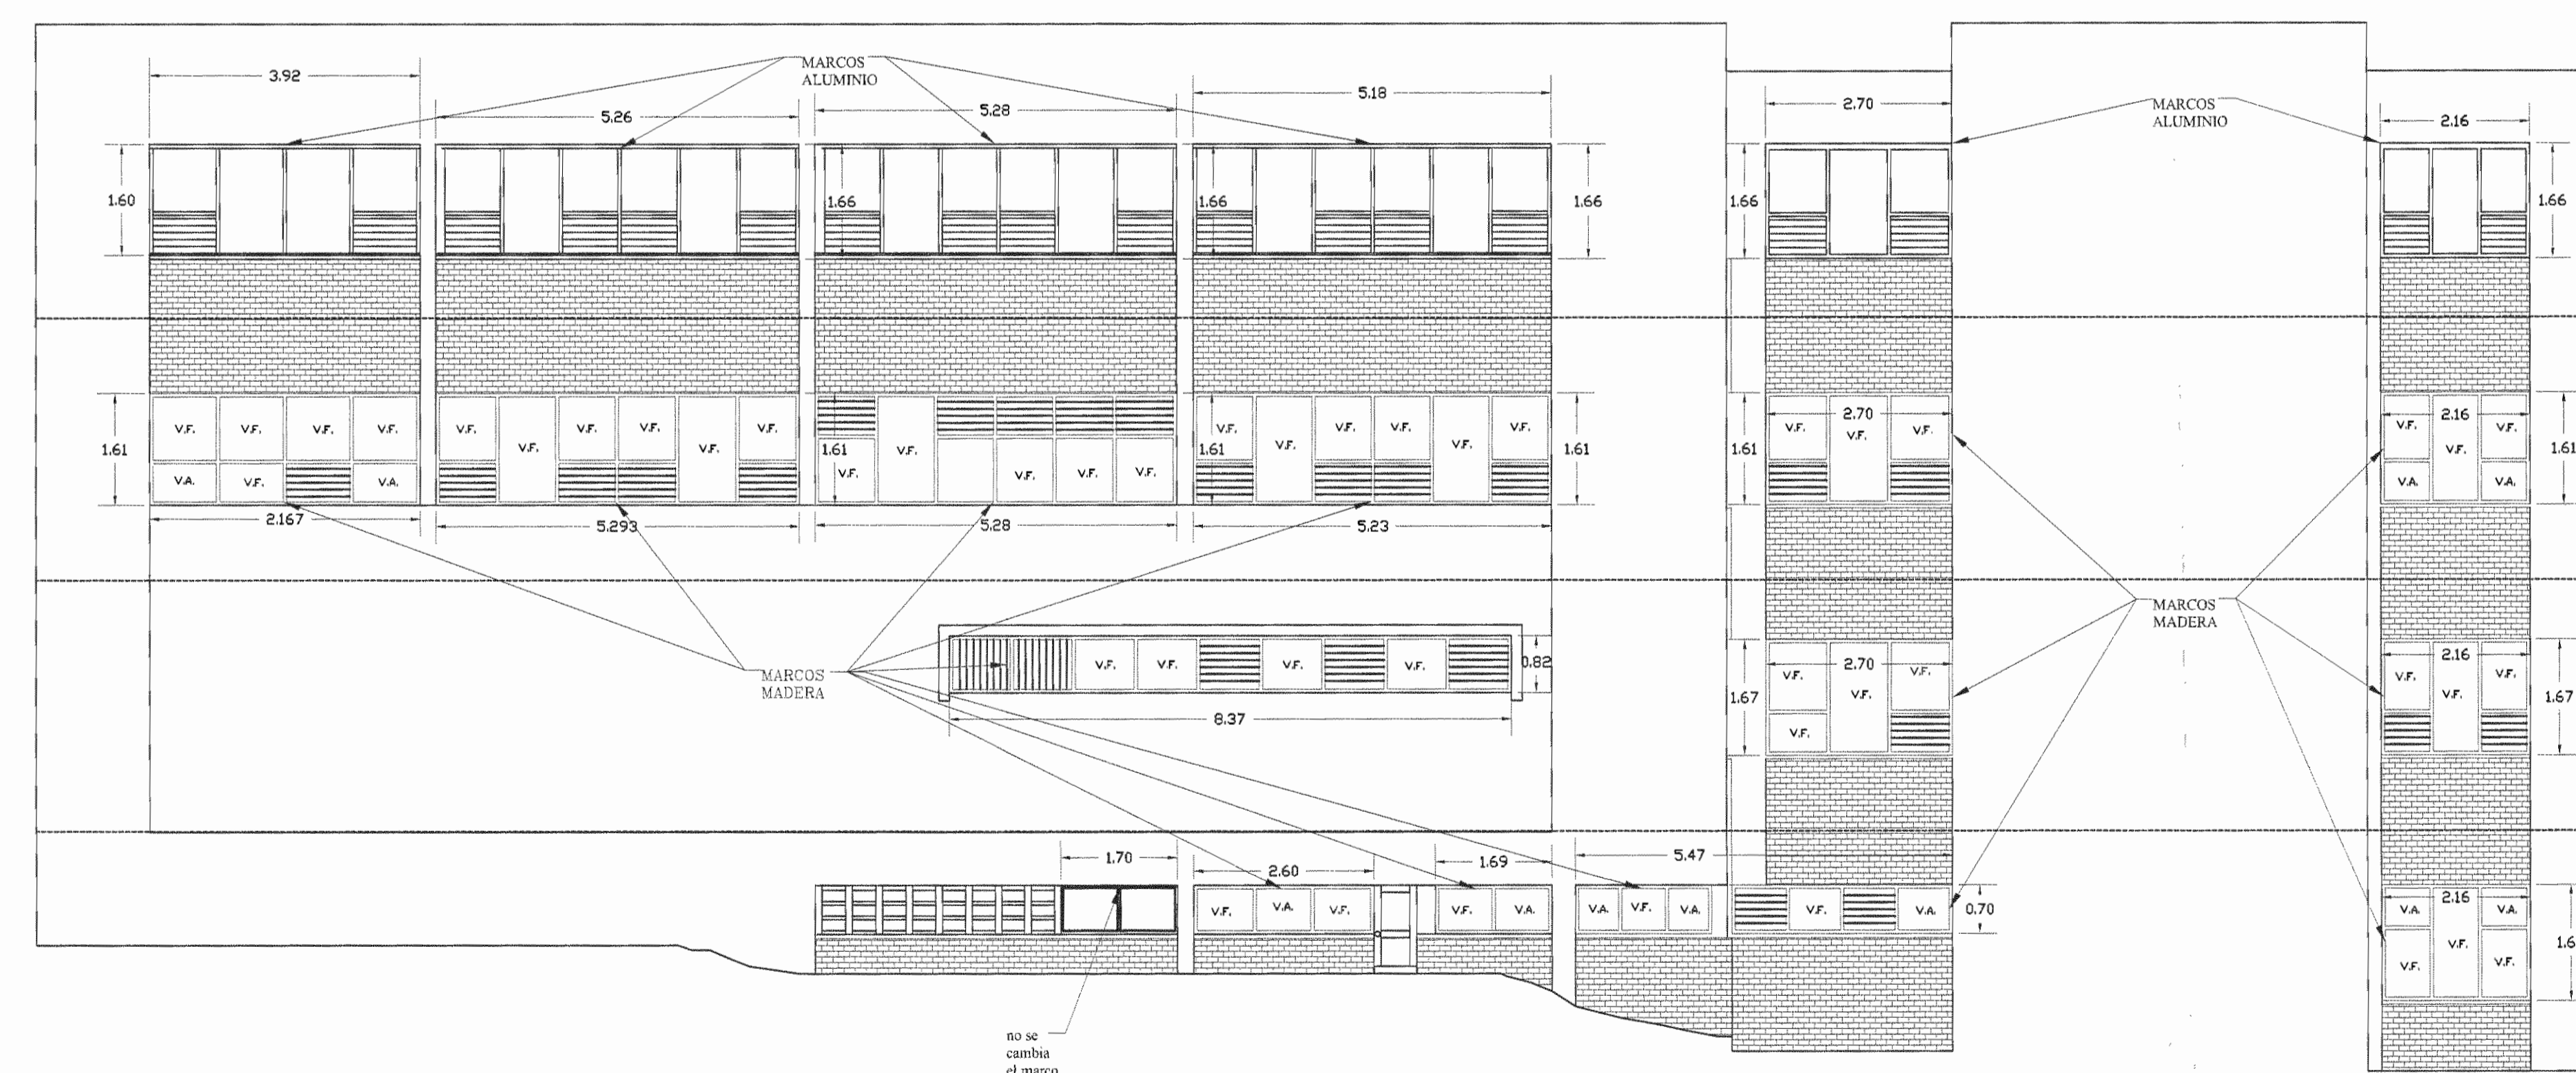 MARCOS
ALUMINIO
3.92
5.26
5.28
5.18
2.70
MARCOS
ALUMINIO
2.16
1.60
1.66
1.66
1.66
1.66
1.66
V.F. V.F. V.F. V.F.
V.A. V.F. V.A.
1.61
2.167
V.F. V.F. V.F. V.F. V.F. V.F.
5.293
1.61
V.F. V.F. V.F. V.F. V.F.
5.28
1.61
V.F. V.F. V.F. V.F. V.F. V.F.
1.61
5.23
1.61
2.70
V.F. V.F. V.F.
2.16
V.F. V.F. V.F.
V.A. V.A.
1.61
MARCOS
MADERA
V.F. V.F. V.F. V.F.
0.82
8.37
1.67
2.70
V.F. V.F. V.F.
V.F.
MARCOS
MADERA
2.16
V.F. V.F. V.F.
1.67
1.70
2.60
1.69
5.47
V.F. V.A. V.F.
V.F. V.A.
V.A. V.F. V.A.
V.F. V.A.
0.70
2.16
V.A. V.A.
V.F. V.F. V.F.
1.6
no se
cambia
el marco